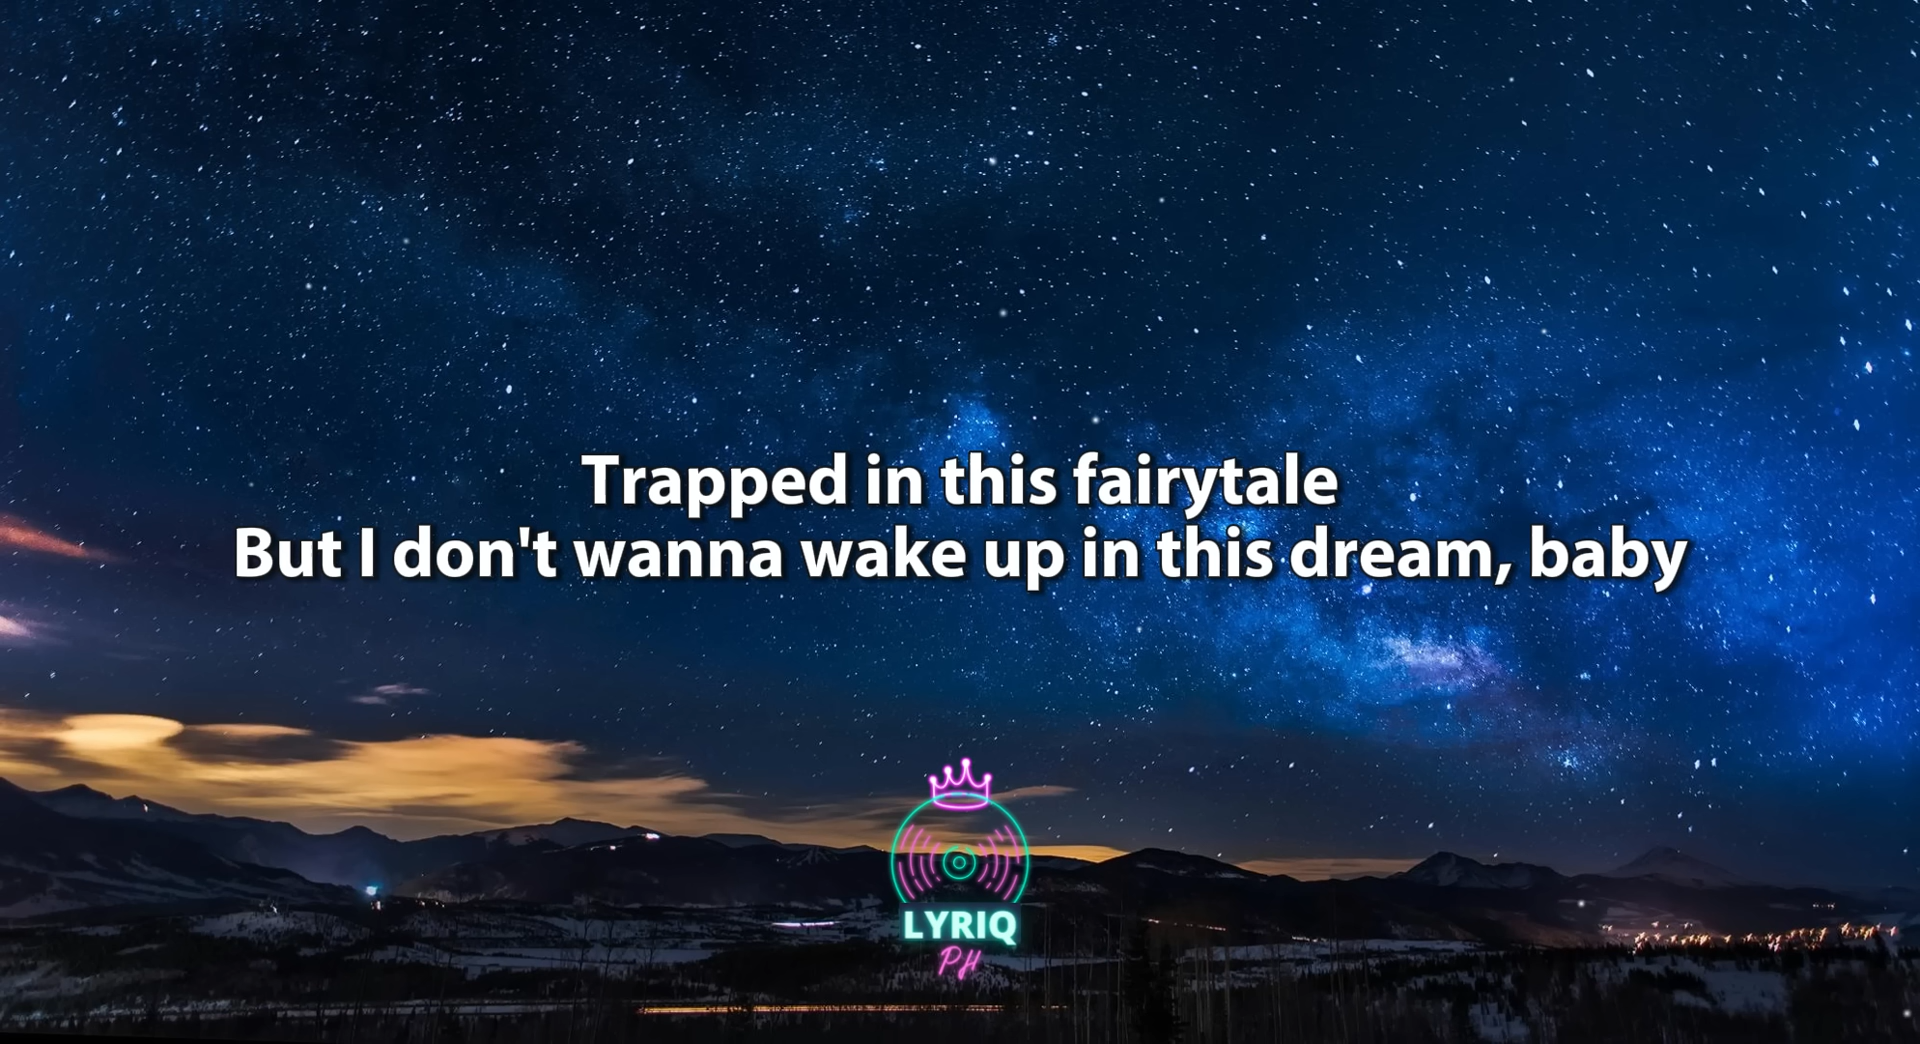 Trapped in this fairytale
But I don't wanna wake up in this dream, baby
LYRIQ
PH